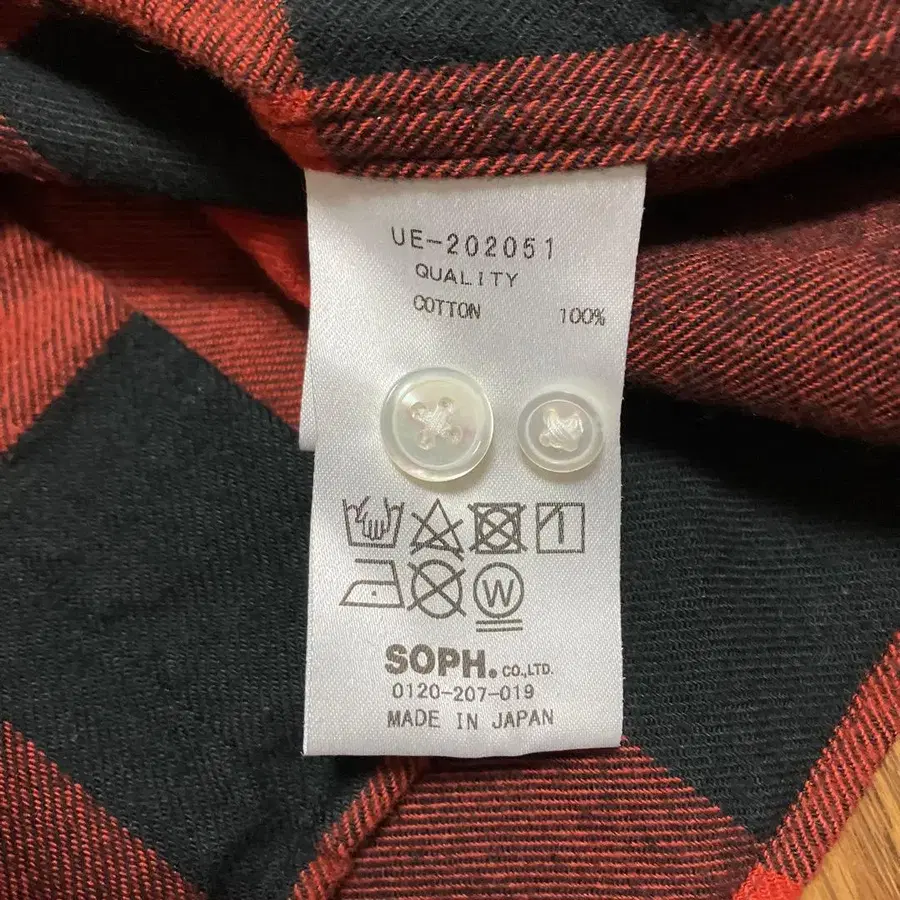 UE-202051
QUALITY
COTTON 100%
W
SOPH. CO.,LTD.
0120-207-019
MADE IN JAPAN